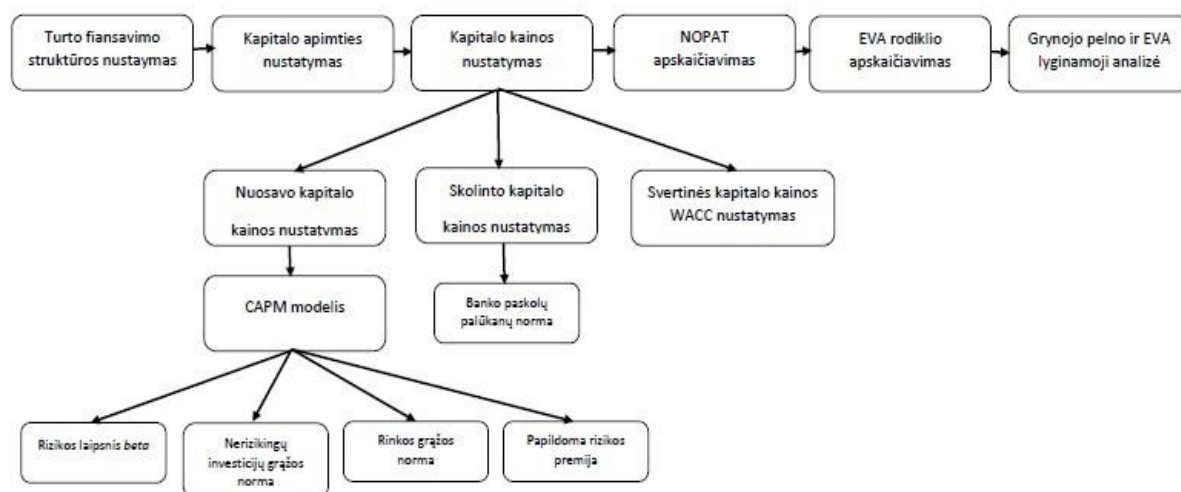 Turto fiansavimo
struktūros nustaymas
Kapitalo apimties
nustatymas
Kapitalo kainos
nustatymas
NOPAT
apskaičiavimas
EVA rodiklio
apskaičiavimas
Grynojo pelno ir EVA
lyginamoji analizė
Nuosavo kapitalo
kainos nustatymas
Skolinto kapitalo
kainos nustatymas
Svertinės kapitalo kainos
WACC nustatymas
CAPM modelis
Banko paskolų
palūkanų norma
Rizikos laipsnis beta
Nerizikingų
investicijų grąžos
norma
Rinkos grąžos
norma
Papildoma rizikos
premija